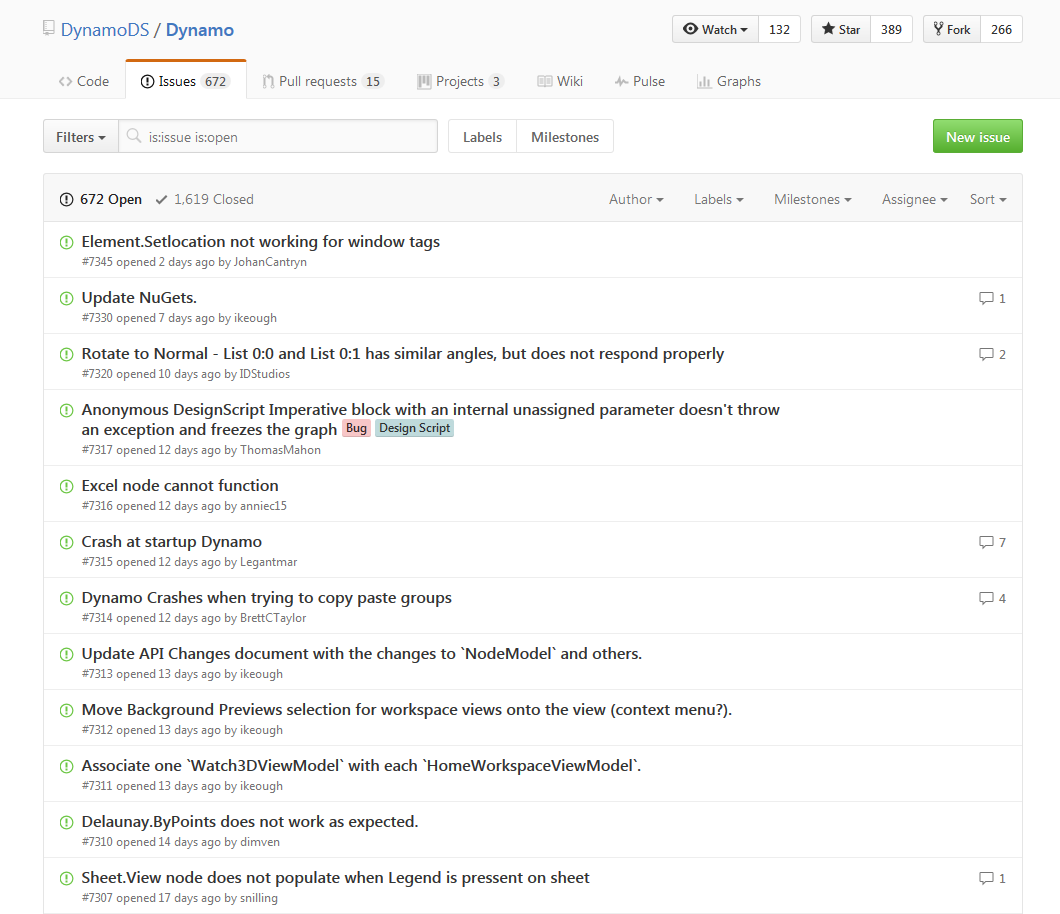 DynamoDS / Dynamo
Watch 132 Star 389 Fork 266
Code Issues 672 Pull requests 15 Projects 3 Wiki Pulse Graphs
Filters is:issue is:open Labels Milestones New issue
672 Open 1,619 Closed Author Labels Milestones Assignee Sort
Element.Setlocation not working for window tags
#7345 opened 2 days ago by JohanCantryn
Update NuGets. 1
#7330 opened 7 days ago by ikeough
Rotate to Normal - List 0:0 and List 0:1 has similar angles, but does not respond properly 2
#7320 opened 10 days ago by IDStudios
Anonymous DesignScript Imperative block with an internal unassigned parameter doesn't throw
an exception and freezes the graph Bug Design Script
#7317 opened 12 days ago by ThomasMahon
Excel node cannot function
#7316 opened 12 days ago by anniec15
Crash at startup Dynamo 7
#7315 opened 12 days ago by Legantmar
Dynamo Crashes when trying to copy paste groups 4
#7314 opened 12 days ago by BrettCTaylor
Update API Changes document with the changes to `NodeModel` and others.
#7313 opened 13 days ago by ikeough
Move Background Previews selection for workspace views onto the view (context menu?).
#7312 opened 13 days ago by ikeough
Associate one `Watch3DViewModel` with each `HomeWorkspaceViewModel`.
#7311 opened 13 days ago by ikeough
Delaunay.ByPoints does not work as expected.
#7310 opened 14 days ago by dimven
Sheet.View node does not populate when Legend is pressent on sheet 1
#7307 opened 17 days ago by snilling